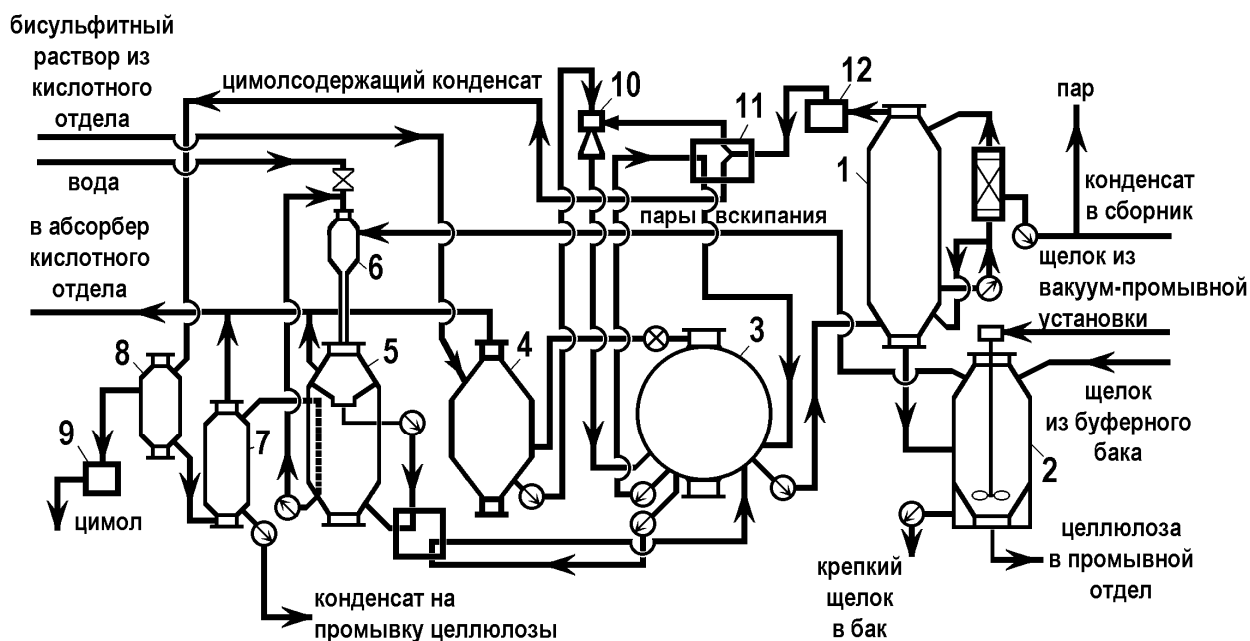 бисульфитный
раствор из
кислотного
отдела
цимолсодержащий конденсат
10
12
11
пар
вода
1
конденсат
в сборник
в абсорбер
кислотного
отдела
пары вскипания
6
щелок из
вакуум-промывной
установки
8
5
4
3
щелок
из буферного
бака
9
7
2
цимол
целлюлоза
в промывной
отдел
крепкий
щелок
в бак
конденсат на
промывку целлюлозы